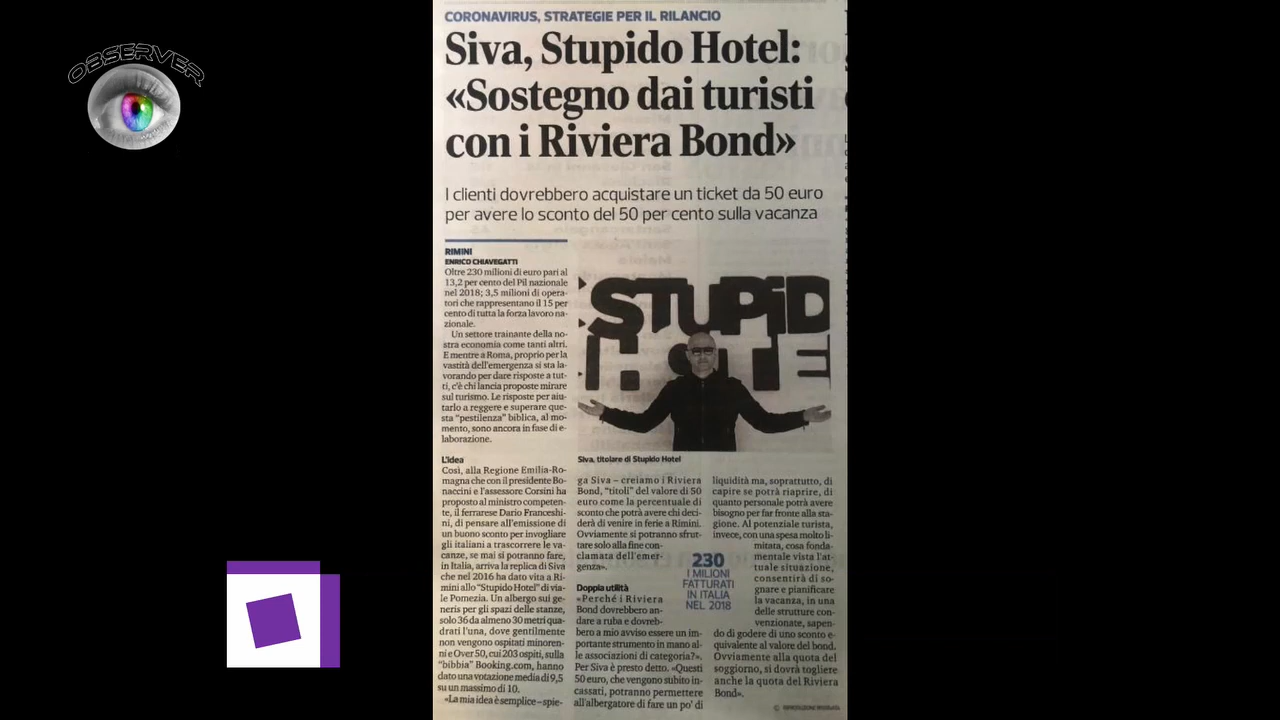 OBSERVER
CORONAVIRUS, STRATEGIE PER IL RILANCIO
Siva, Stupido Hotel:
«Sostegno dai turisti
con i Riviera Bond»
I clienti dovrebbero acquistare un ticket da 50 euro
per avere lo sconto del 50 per cento sulla vacanza
RIMINI
ENRICO CHIAVEGATTI
Oltre 230 milioni di euro pari al
13,2 per cento del Pil nazionale
nel 2018; 3,5 milioni di opera-
tori che rappresentano il 15 per
cento di tutta la forza lavoro na-
zionale.
Un settore trainante della no-
stra economia come tanti altri.
E mentre a Roma, proprio per la
vastità dell'emergenza si sta la-
vorando per dare risposte a tut-
ti, c'è chi lancia proposte mirare
sul turismo. Le risposte per aiu-
tarlo a reggere e superare que-
sta "pestilenza" biblica, al mo-
mento, sono ancora in fase di e-
laborazione.
L'idea
Così, alla Regione Emilia-Ro-
magna che con il presidente Bo-
naccini e l'assessore Corsini ha
proposto al ministro competen-
te, il ferrarese Dario Franceshi-
ni, di pensare all'emissione di
un buono sconto per invogliare
gli italiani a trascorrere le va-
canze, se mai si potranno fare,
in Italia, arriva la replica di Siva
che nel 2016 ha dato vita a Ri-
mini allo "Stupido Hotel" di via-
le Pomezia. Un albergo sui ge-
neris per gli spazi delle stanze,
solo 36 da almeno 30 metri qua-
drati l'una, dove gentilmente
non vengono ospitati minoren-
ni e Over 50, cui 203 ospiti, sulla
"bibbia" Booking.com, hanno
dato una votazione media di 9,5
su un massimo di 10.
«La mia idea è semplice – spie-
STUPiD
HOTE
Siva, titolare di Stupido Hotel
ga Siva – creiamo i Riviera
Bond, "titoli" del valore di 50
euro come la percentuale di
sconto che potrà avere chi deci-
derà di venire in ferie a Rimini.
Ovviamente si potranno sfrut-
tare solo alla fine con-
clamata dell'emer-
genza».
Doppia utilità
«Perché i Riviera
Bond dovrebbero an-
dare a ruba e dovreb-
bero a mio avviso essere un im-
portante strumento in mano al-
le associazioni di categoria?».
Per Siva è presto detto. «Questi
50 euro, che vengono subito in-
cassati, potranno permettere
all'albergatore di fare un po' di
230
I MILIONI
FATTURATI
IN ITALIA
NEL 2018
liquidità ma, soprattutto, di
capire se potrà riaprire, di
quanto personale potrà avere
bisogno per far fronte alla sta-
gione. Al potenziale turista,
invece, con una spesa molto li-
mitata, cosa fonda-
mentale vista l'at-
tuale situazione,
consentirà di so-
gnare e pianificare
la vacanza, in una
delle strutture con-
venzionate, sapen-
do di godere di uno sconto e-
quivalente al valore del bond.
Ovviamente alla quota del
soggiorno, si dovrà togliere
anche la quota del Riviera
Bond».
© RIPRODUZIONE RISERVATA